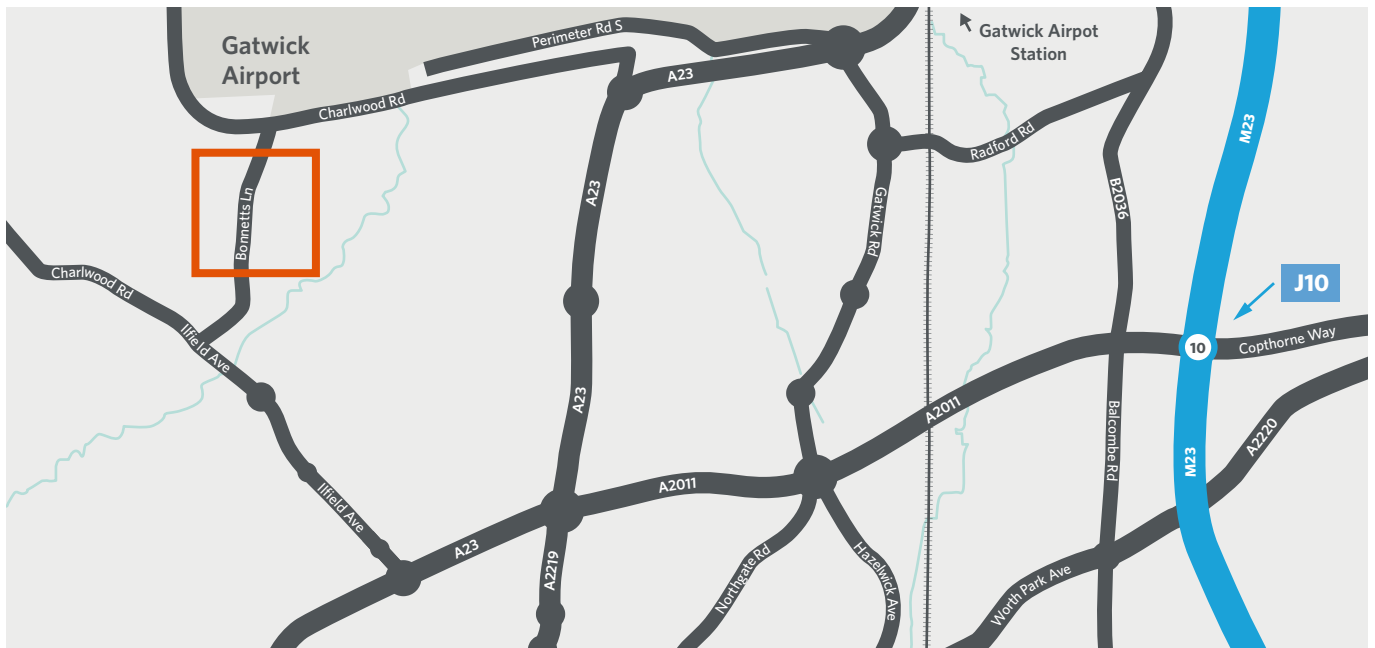 Gatwick
Airport
Perimeter Rd S
Gatwick Airpot
Station
A23
Charlwood Rd
M23
Radford Rd
A23
B2036
Bonnetts Ln
Gatwick Rd
Charlwood Rd
J10
Ilfield Ave
10
Copthorne Way
A23
A2011
Balcombe Rd
A2220
M23
A2011
Ilfield Ave
A23
A2219
Northgate Rd
Hazelwick Ave
Worth Park Ave